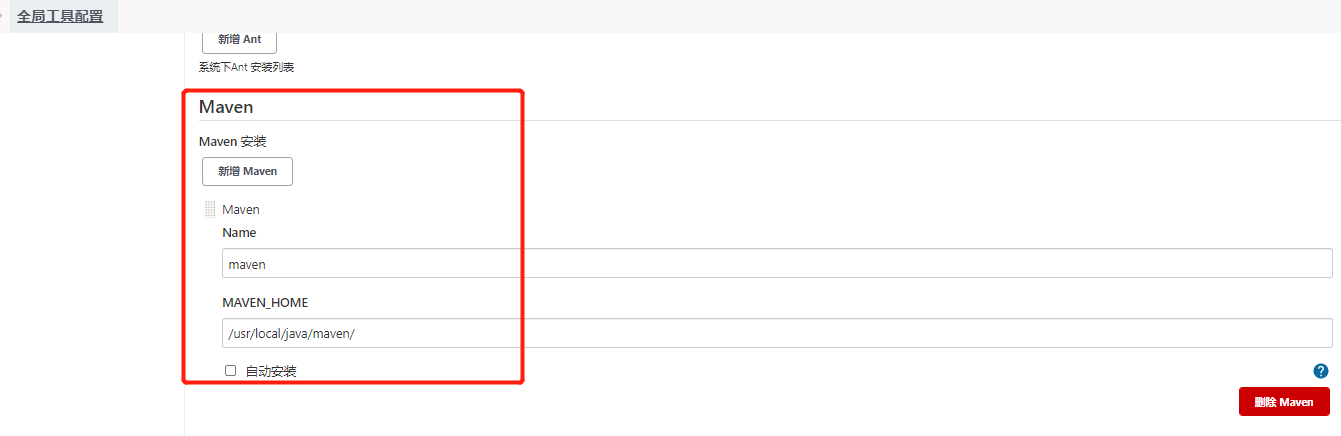 全局工具配置
新增 Ant
系统下Ant 安装列表
Maven
Maven 安装
新增 Maven
Maven
Name
maven
MAVEN_HOME
/usr/local/java/maven/
自动安装
?
删除 Maven